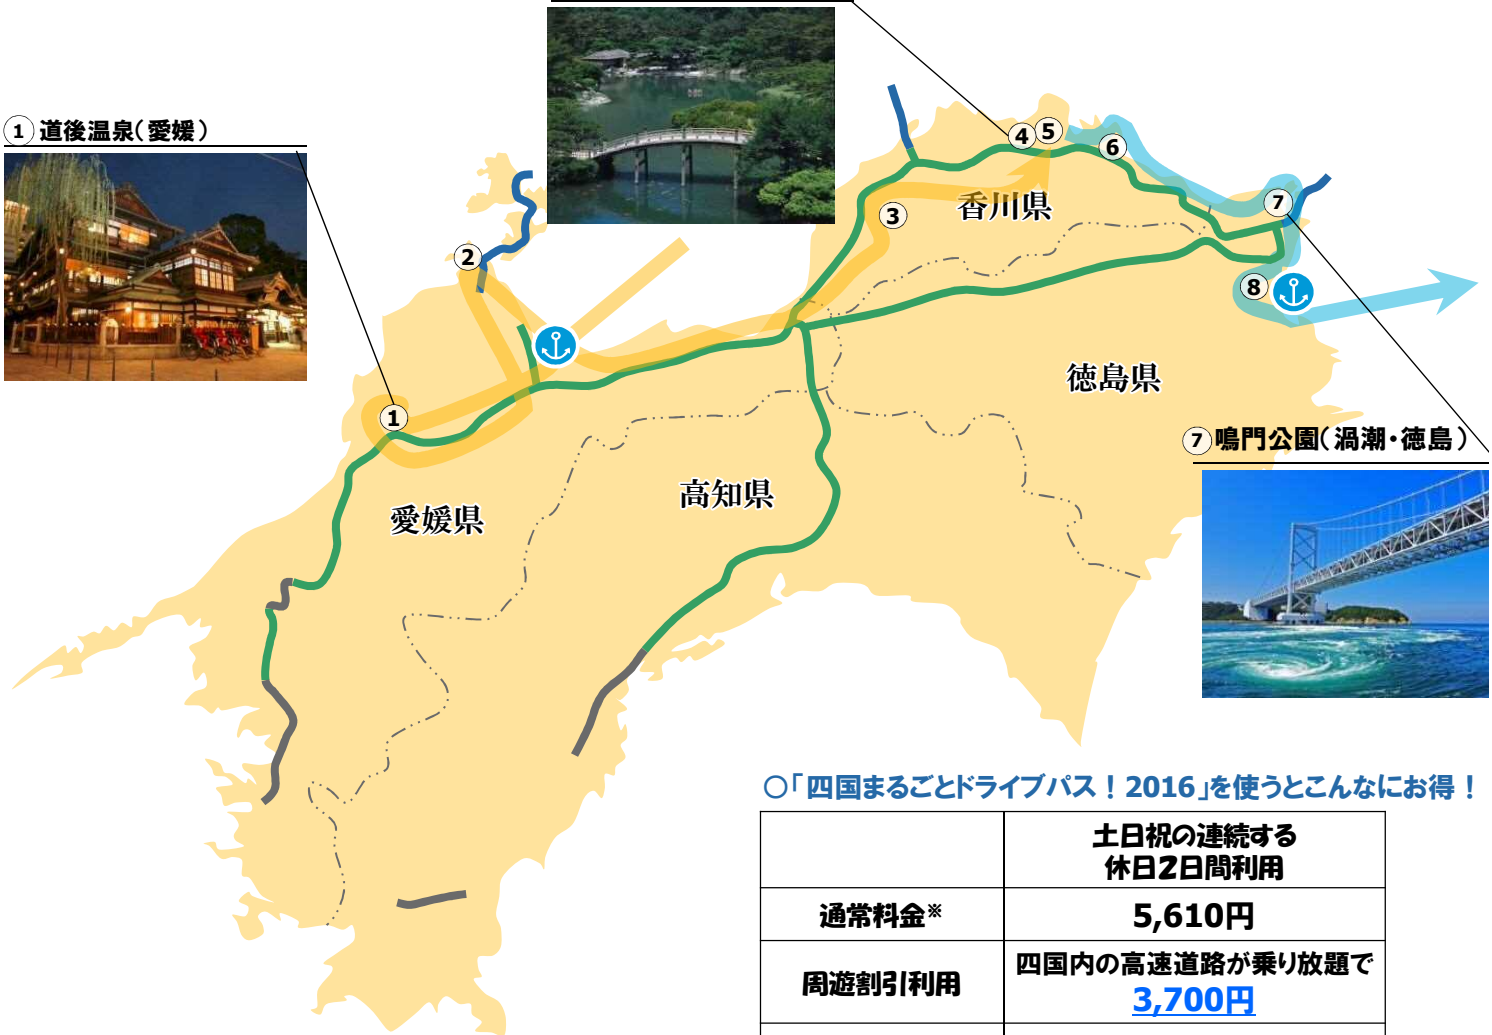 ① 道後温泉(愛媛)
④
⑤
⑥
②
③
香川県
⑦
⑧
①
徳島県
⑦ 鳴門公園(渦潮・徳島)
高知県
愛媛県
○「四国まるごとドライブパス!2016」を使うとこんなにお得!
土日祝の連続する
休日2日間利用
通常料金※
5,610円
周遊割引利用
四国内の高速道路が乗り放題で
3,700円